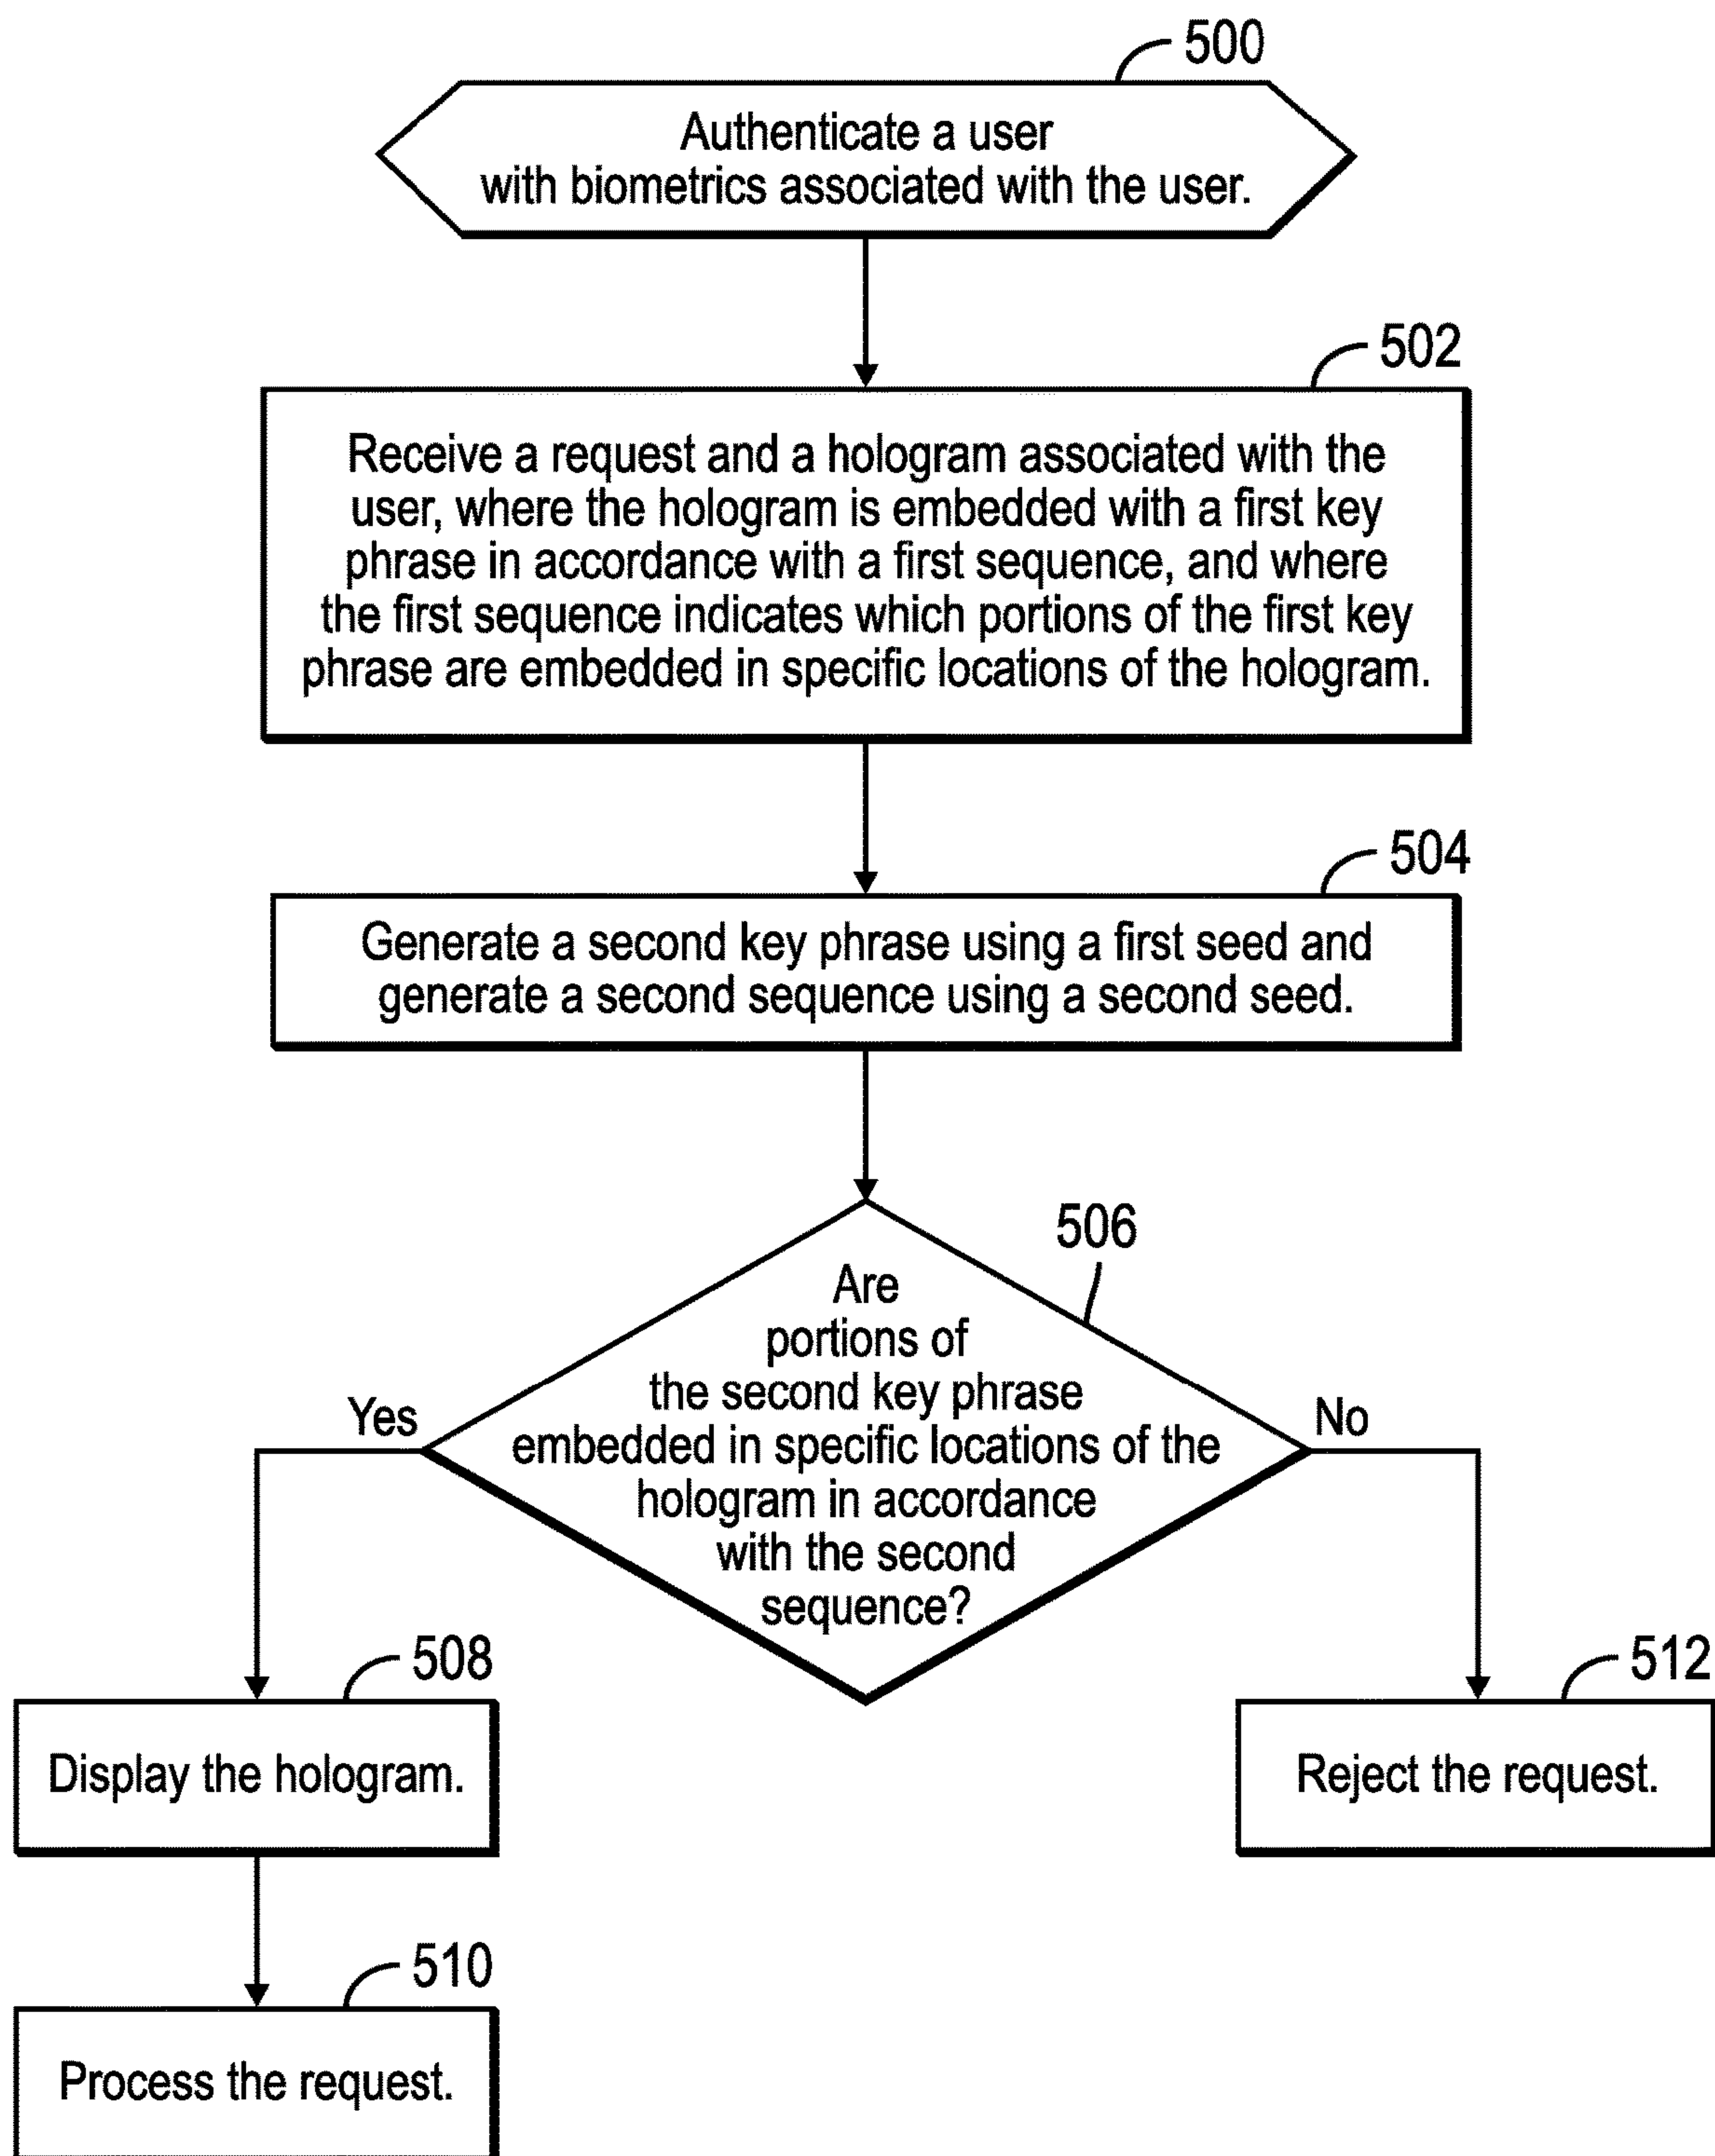 500
Authenticate a user
with biometrics associated with the user.
502
Receive a request and a hologram associated with the
user, where the hologram is embedded with a first key
phrase in accordance with a first sequence, and where
the first sequence indicates which portions of the first key
phrase are embedded in specific locations of the hologram.
504
Generate a second key phrase using a first seed and
generate a second sequence using a second seed.
506
Are
portions of
the second key phrase
embedded in specific locations of the
hologram in accordance
with the second
sequence?
Yes
No
508
Display the hologram.
512
Reject the request.
510
Process the request.